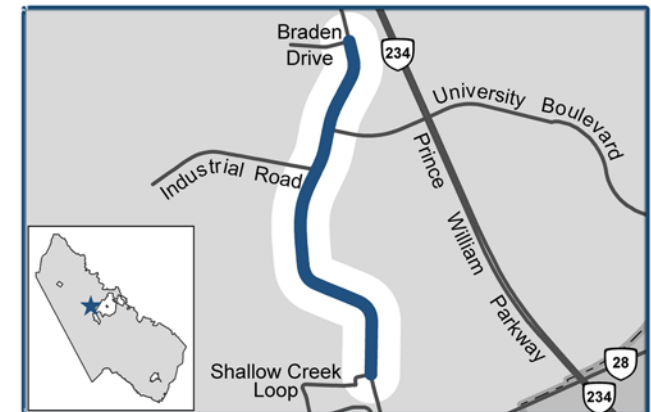 Braden
Drive
234
University Boulevard
Prince William Parkway
Industrial Road
Shallow Creek
Loop
28
234